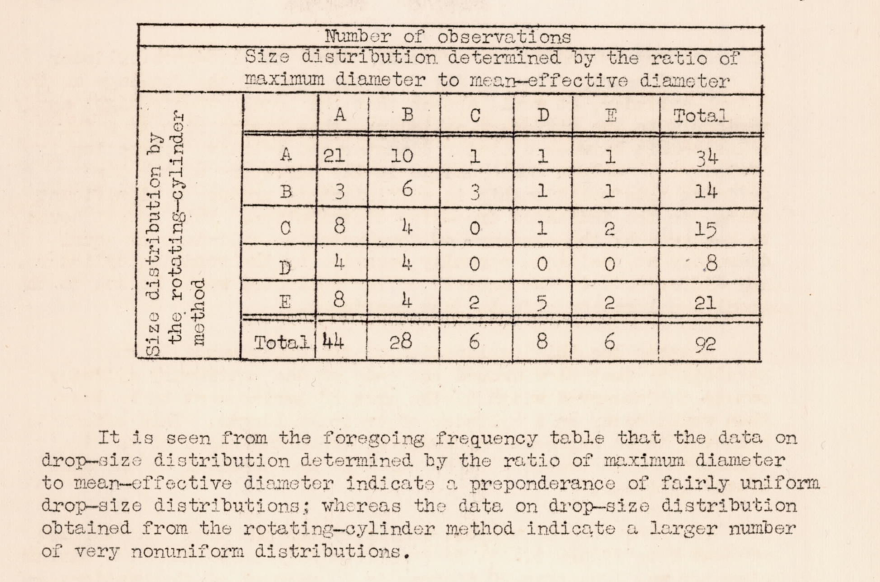 Number of observations
Size distribution determined by the ratio of
maximum diameter to mean-effective diameter
Size distribution by
the rotating-cylinder
method
A B C D E Total
A 21 10 1 1 1 34
B 3 6 3 1 1 14
C 8 4 0 1 2 15
D 4 4 0 0 0 8
E 8 4 2 5 2 21
Total 44 28 6 8 6 92
It is seen from the foregoing frequency table that the data on
drop-size distribution determined by the ratio of maximum diameter
to mean-effective diameter indicate a preponderance of fairly uniform
drop-size distributions; whereas the data on drop-size distribution
obtained from the rotating-cylinder method indicate a larger number
of very nonuniform distributions.